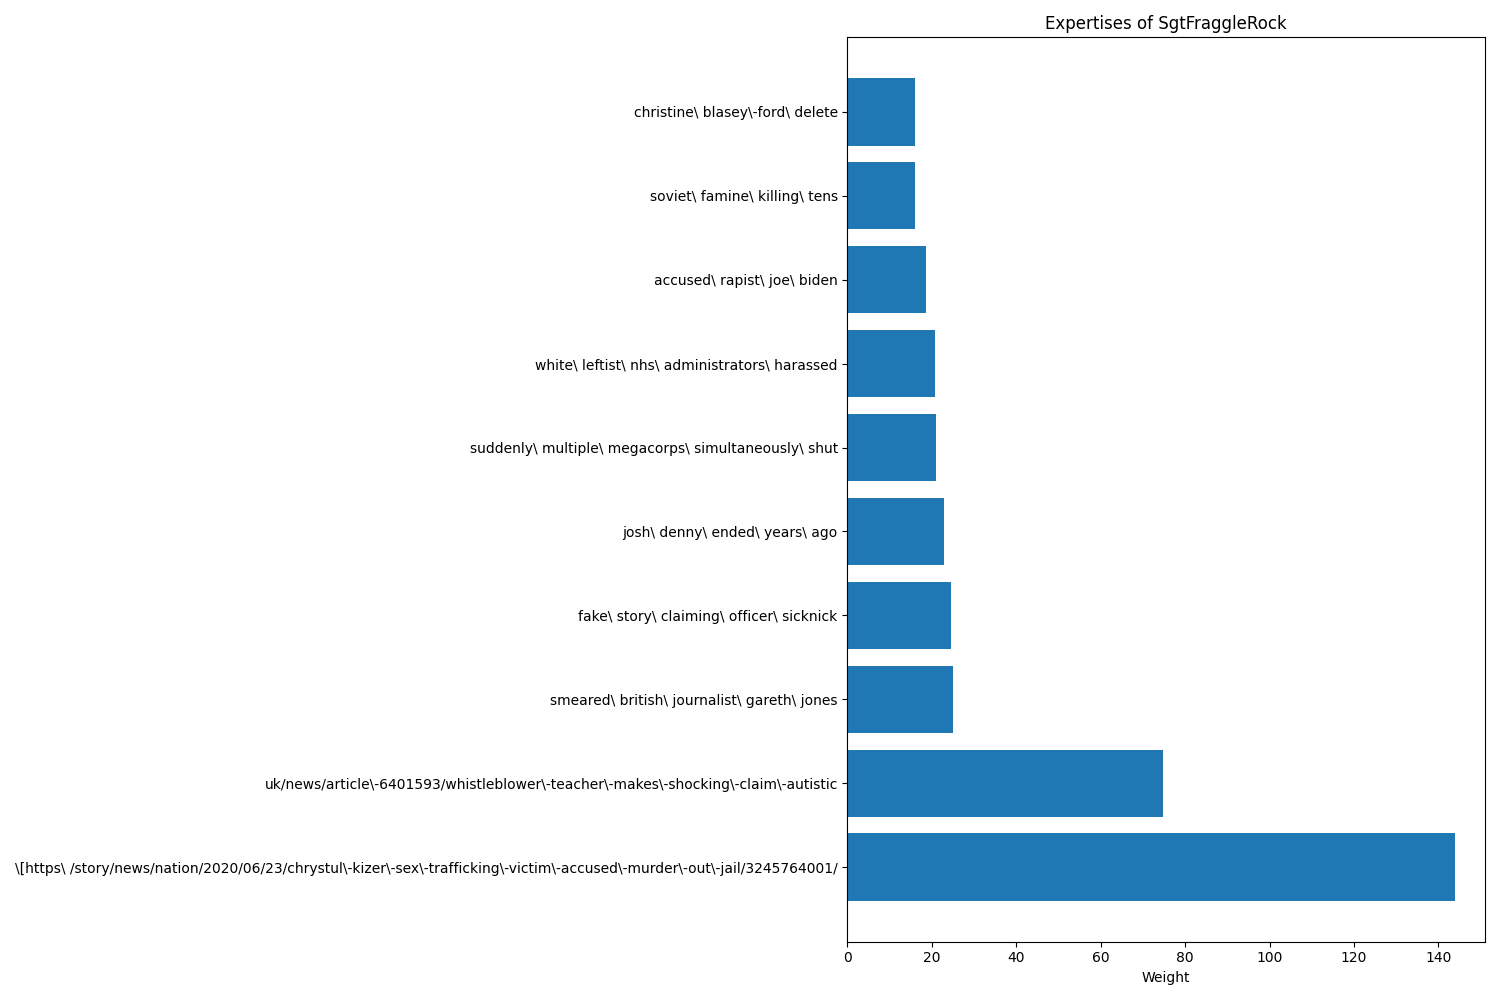 Expertises of SgtFraggleRock
christine\ blasey\-ford\ delete
soviet\ famine\ killing\ tens
accused\ rapist\ joe\ biden
white\ leftist\ nhs\ administrators\ harassed
suddenly\ multiple\ megacorps\ simultaneously\ shut
josh\ denny\ ended\ years\ ago
fake\ story\ claiming\ officer\ sicknick
smeared\ british\ journalist\ gareth\ jones
uk/news/article\-6401593/whistleblower\-teacher\-makes\-shocking\-claim\-autistic
\[https\ /story/news/nation/2020/06/23/chrystul\-kizer\-sex\-trafficking\-victim\-accused\-murder\-out\-jail/3245764001/
0 20 40 60 80 100 120 140
Weight